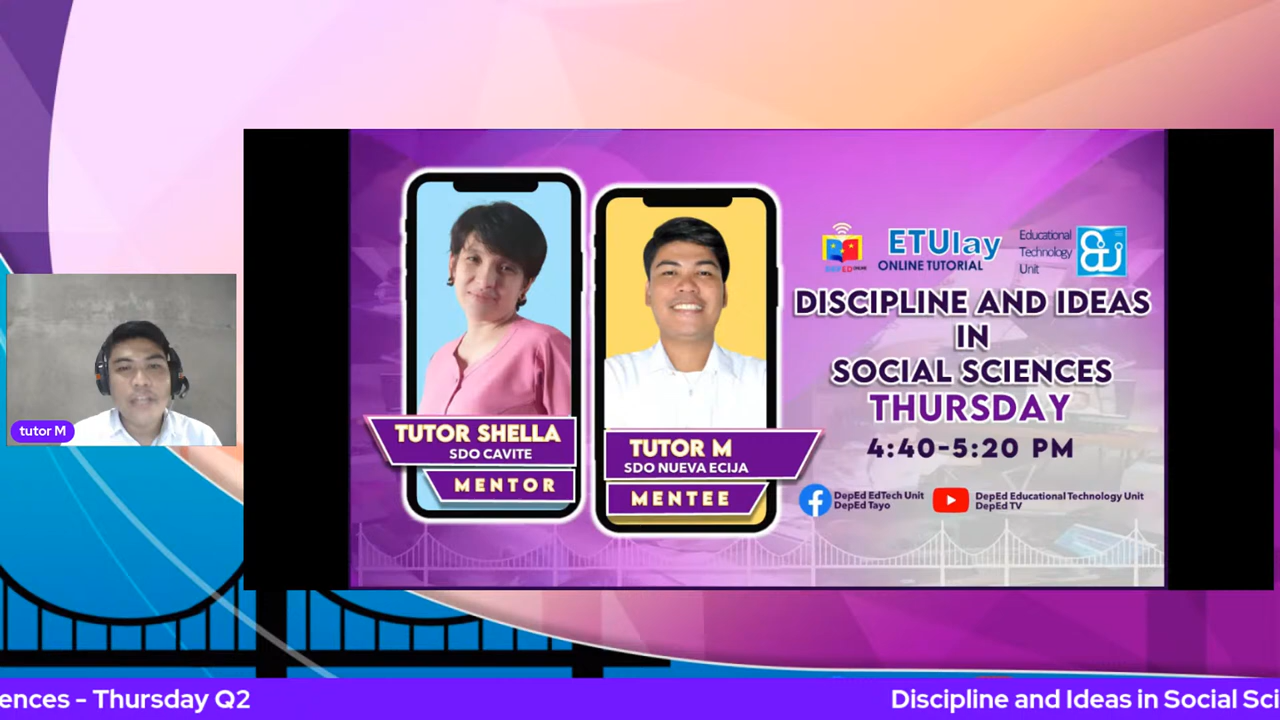 ETUlay
ONLINE TUTORIAL
Educational
Technology
Unit
DISCIPLINE AND IDEAS
IN
SOCIAL SCIENCES
THURSDAY
4:40-5:20 PM
TUTOR SHELLA
SDO CAVITE
MENTOR
TUTOR M
SDO NUEVA ECIJA
MENTEE
DepEd EdTech Unit
DepEd Tayo
DepEd Educational Technology Unit
DepEd TV
tutor M
ences - Thursday Q2
Discipline and Ideas in Social Sci